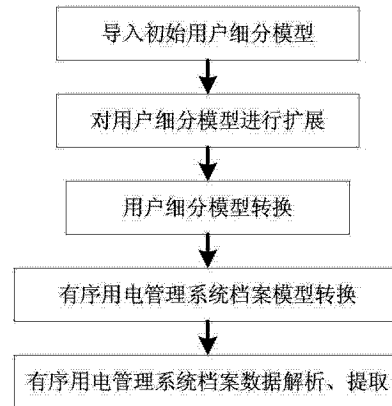 导入初始用户细分模型
对用户细分模型进行扩展
用户细分模型转换
有序用电管理系统档案模型转换
有序用电管理系统档案数据解析、提取